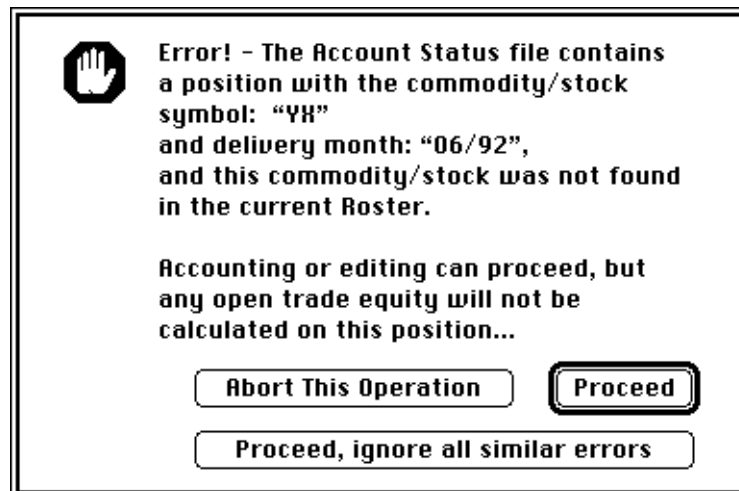 Error! - The Account Status file contains
a position with the commodity/stock
symbol: “YX”
and delivery month: “06/92”,
and this commodity/stock was not found
in the current Roster.
Accounting or editing can proceed, but
any open trade equity will not be
calculated on this position...
Abort This Operation
Proceed
Proceed, ignore all similar errors